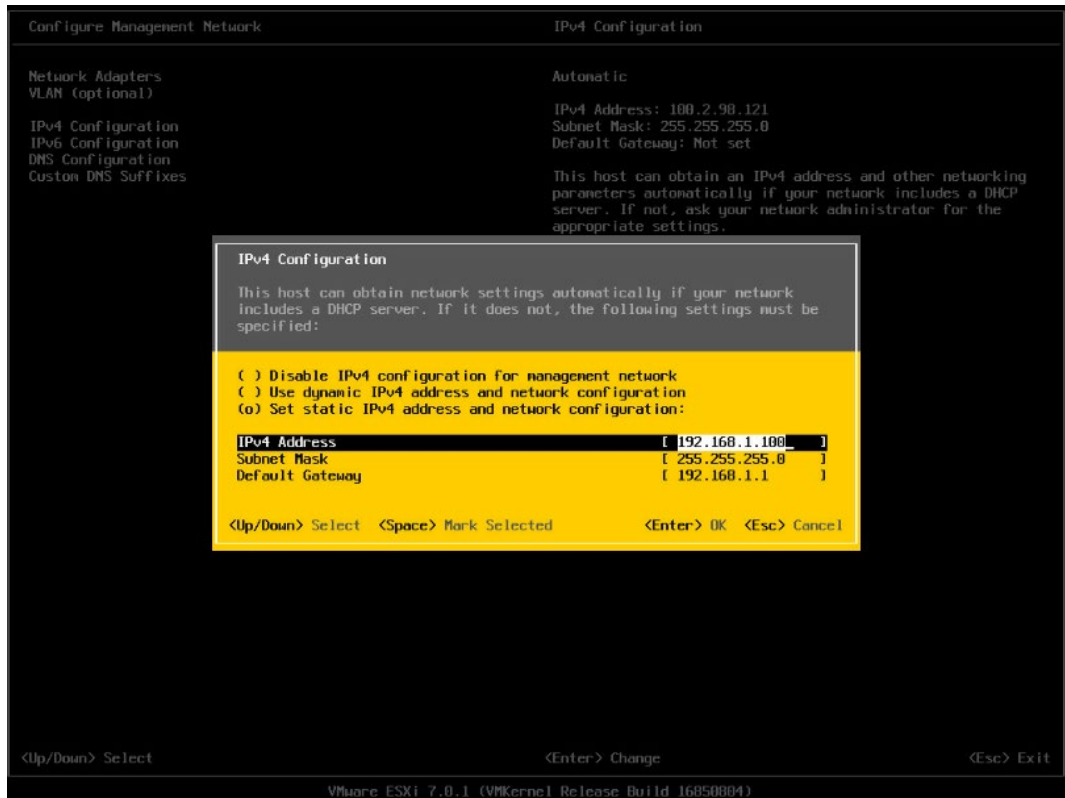 Configure Management Network
IPv4 Configuration
Network Adapters
VLAN (optional)
IPv4 Configuration
IPv6 Configuration
DNS Configuration
Custom DNS Suffixes
Automatic
IPv4 Address: 100.2.98.121
Subnet Mask: 255.255.255.0
Default Gateway: Not set
This host can obtain an IPv4 address and other networking
parameters automatically if your network includes a DHCP
server. If not, ask your network administrator for the
appropriate settings.
IPv4 Configuration
This host can obtain network settings automatically if your network
includes a DHCP server. If it does not, the following settings must be
specified:
( ) Disable IPv4 configuration for management network
( ) Use dynamic IPv4 address and network configuration
(o) Set static IPv4 address and network configuration:
IPv4 Address [ 192.168.1.100_ ]
Subnet Mask [ 255.255.255.0 ]
Default Gateway [ 192.168.1.1 ]
<Up/Down> Select <Space> Mark Selected <Enter> OK <Esc> Cancel
<Up/Down> Select <Enter> Change <Esc> Exit
VMware ESXi 7.0.1 (VMKernel Release Build 16850804)